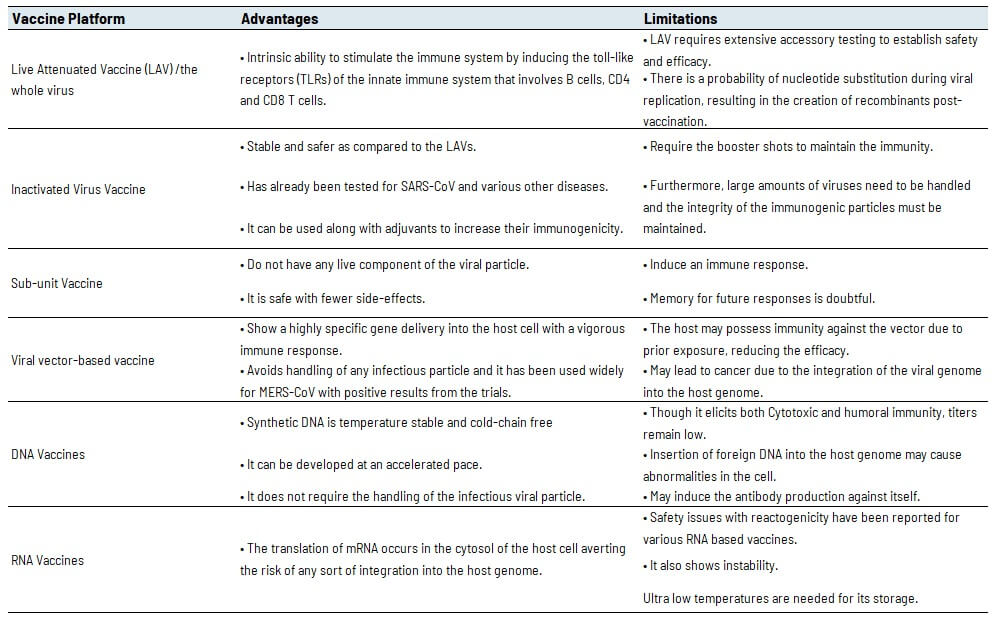 Vaccine Platform Advantages Limitations
Live Attenuated Vaccine (LAV) /the
whole virus
• Intrinsic ability to stimulate the immune system by inducing the toll-like
receptors (TLRs) of the innate immune system that involves B cells, CD4
and CD8 T cells.
• LAV requires extensive accessory testing to establish safety
and efficacy.
• There is a probability of nucleotide substitution during viral
replication, resulting in the creation of recombinants post-
vaccination.
Inactivated Virus Vaccine
• Stable and safer as compared to the LAVs.
• Has already been tested for SARS-CoV and various other diseases.
• It can be used along with adjuvants to increase their immunogenicity.
• Require the booster shots to maintain the immunity.
• Furthermore, large amounts of viruses need to be handled
and the integrity of the immunogenic particles must be
maintained.
Sub-unit Vaccine
• Do not have any live component of the viral particle.
• It is safe with fewer side-effects.
• Induce an immune response.
• Memory for future responses is doubtful.
Viral vector-based vaccine
• Show a highly specific gene delivery into the host cell with a vigorous
immune response.
• Avoids handling of any infectious particle and it has been used widely
for MERS-CoV with positive results from the trials.
• The host may possess immunity against the vector due to
prior exposure, reducing the efficacy.
• May lead to cancer due to the integration of the viral genome
into the host genome.
DNA Vaccines
• Synthetic DNA is temperature stable and cold-chain free
• It can be developed at an accelerated pace.
• It does not require the handling of the infectious viral particle.
• Though it elicits both Cytotoxic and humoral immunity, titers
remain low.
• Insertion of foreign DNA into the host genome may cause
abnormalities in the cell.
• May induce the antibody production against itself.
RNA Vaccines
• The translation of mRNA occurs in the cytosol of the host cell averting
the risk of any sort of integration into the host genome.
• Safety issues with reactogenicity have been reported for
various RNA based vaccines.
• It also shows instability.
Ultra low temperatures are needed for its storage.